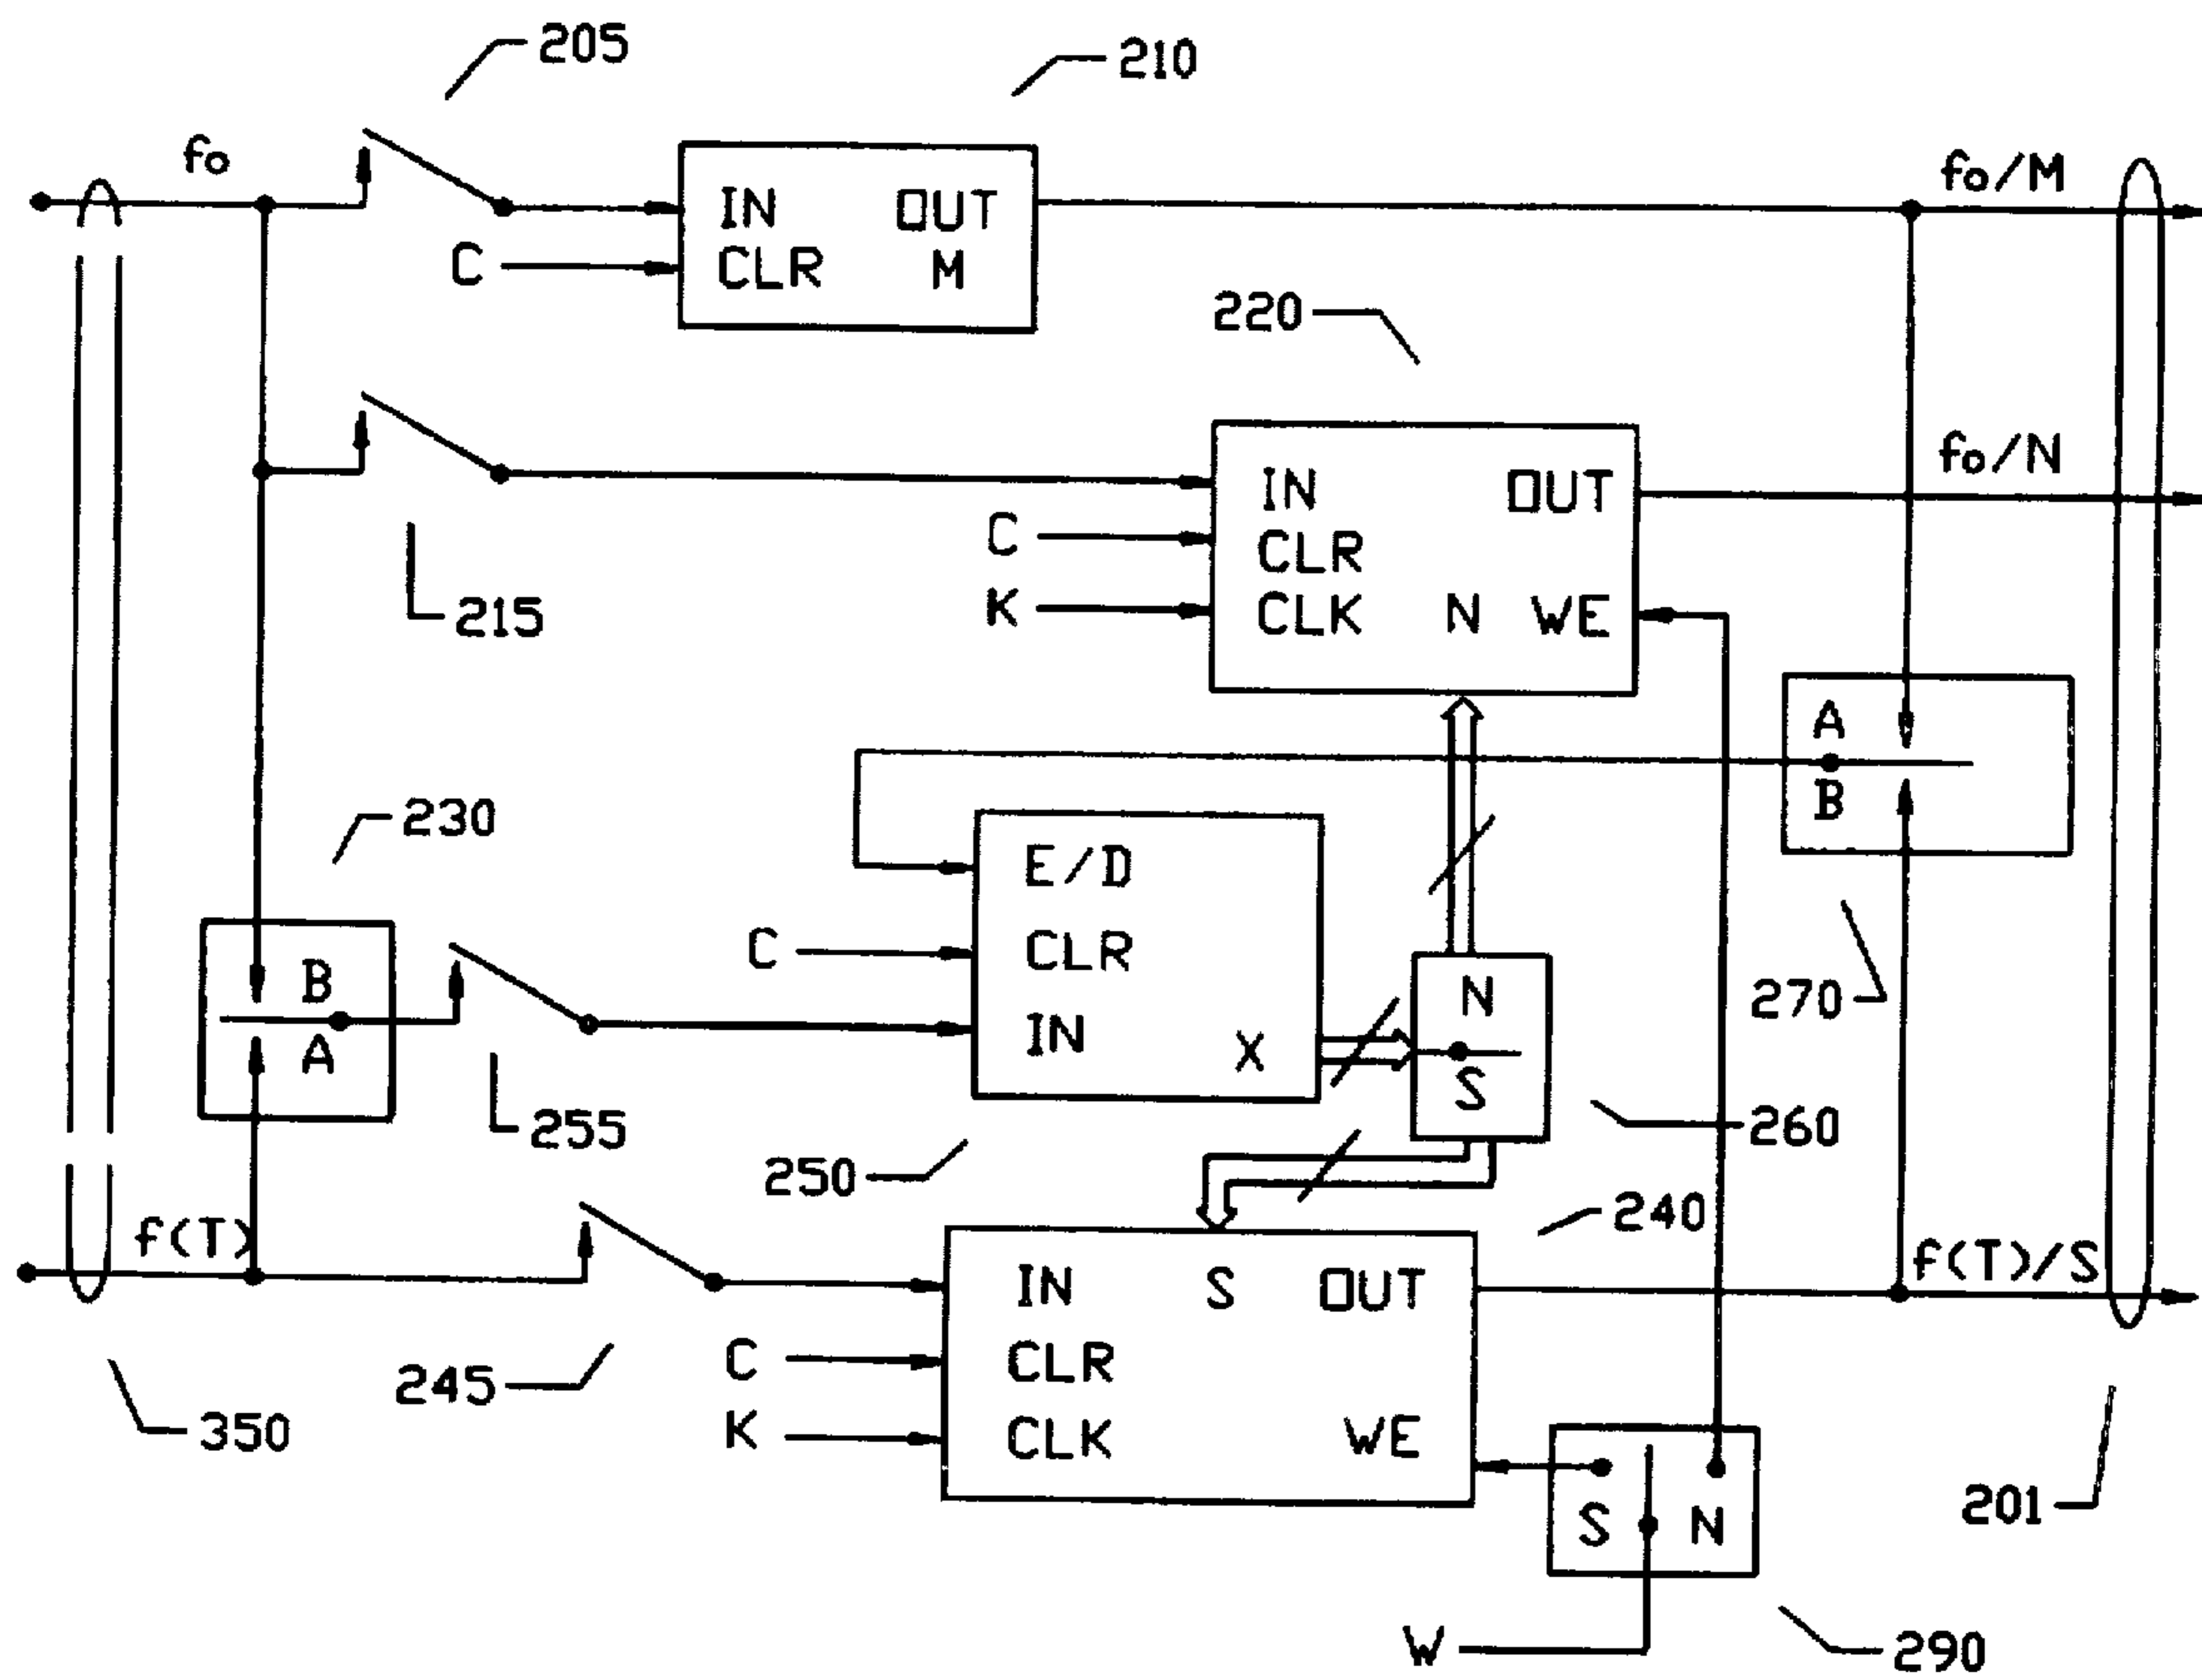 205
210
fo
fo/M
IN OUT
C
CLR M
220
fo/N
IN OUT
C
CLR
K
CLK N WE
215
A
B
230
E/D
C
CLR
B
A
IN
X
N
S
270
255
250
260
240
f(T)
f(T)/S
IN S OUT
245
C
CLR
350
K
CLK WE
S N
201
W
290